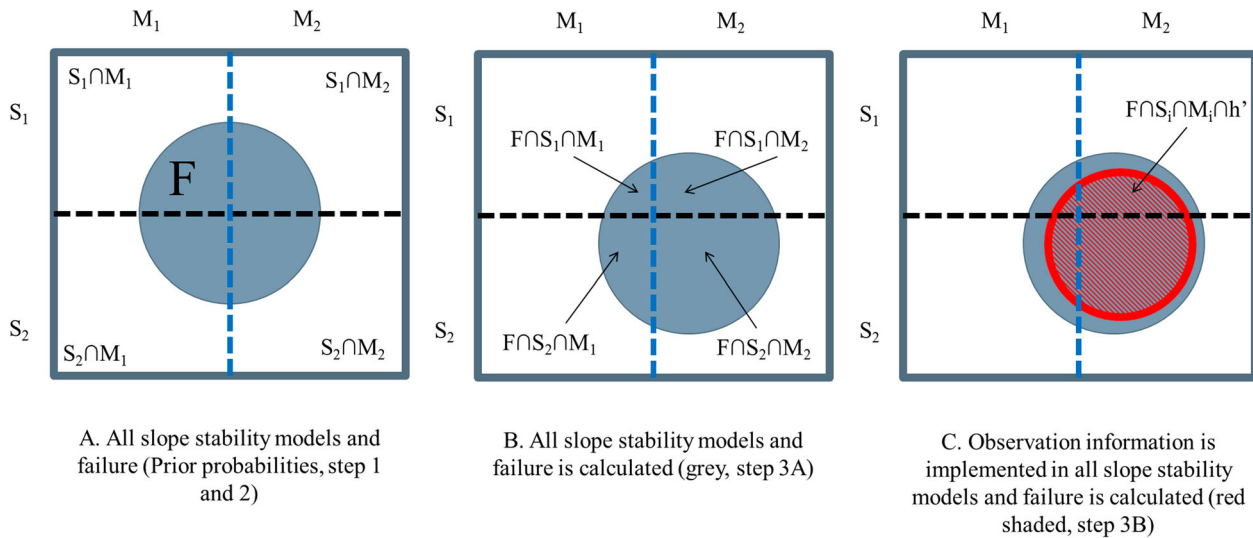 M₁ M₂
M₁ M₂
M₁ M₂
S₁
S₁∩M₁ S₁∩M₂
F
S₂
S₂∩M₁ S₂∩M₂
S₁
F∩S₁∩M₁ F∩S₁∩M₂
S₂
F∩S₂∩M₁ F∩S₂∩M₂
S₁
F∩Sᵢ∩Mᵢ∩h’
S₂
A. All slope stability models and
failure (Prior probabilities, step 1
and 2)
B. All slope stability models and
failure is calculated (grey, step 3A)
C. Observation information is
implemented in all slope stability
models and failure is calculated (red
shaded, step 3B)